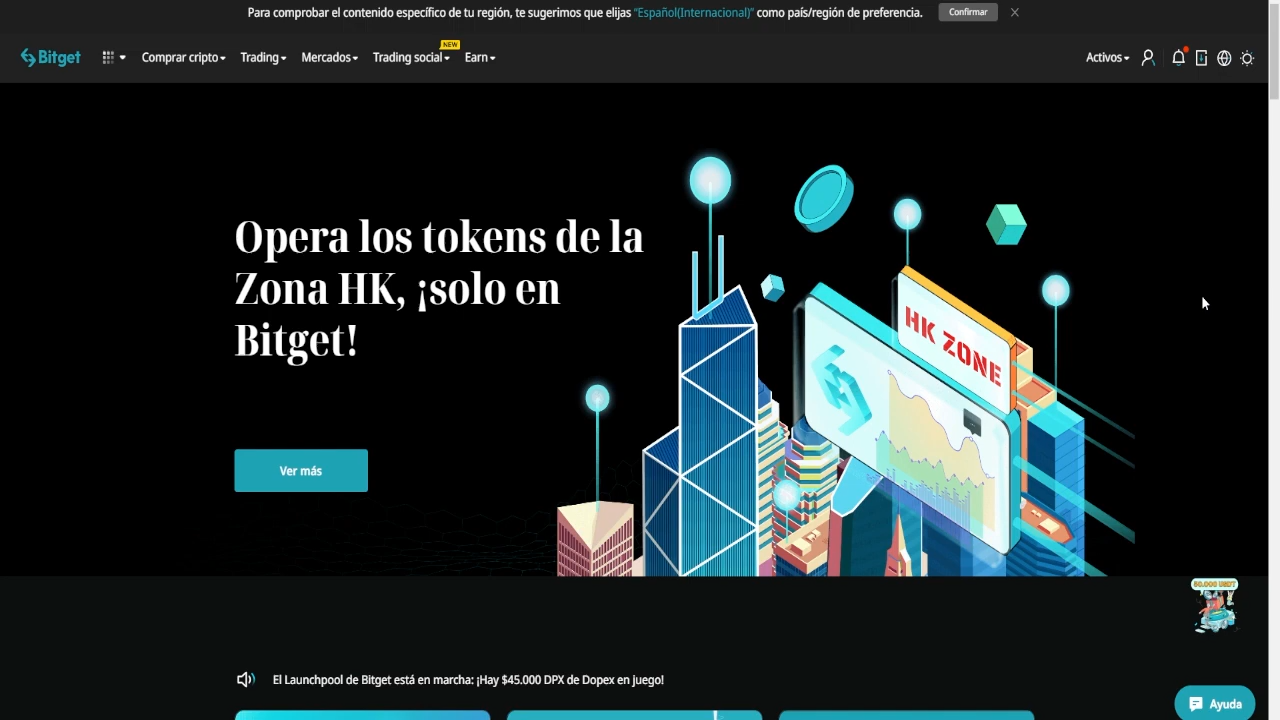 Para comprobar el contenido específico de tu región, te sugerimos que elijas "Español(Internacional)" como país/región de preferencia.
Confirmar
Bitget
Comprar cripto
Trading
Mercados
Trading social
NEW
Earn
Activos
Opera los tokens de la
Zona HK, ¡solo en
Bitget!
Ver más
HK ZONE
50.000 USDT
El Launchpool de Bitget está en marcha: ¡Hay $45.000 DPX de Dopex en juego!
Ayuda